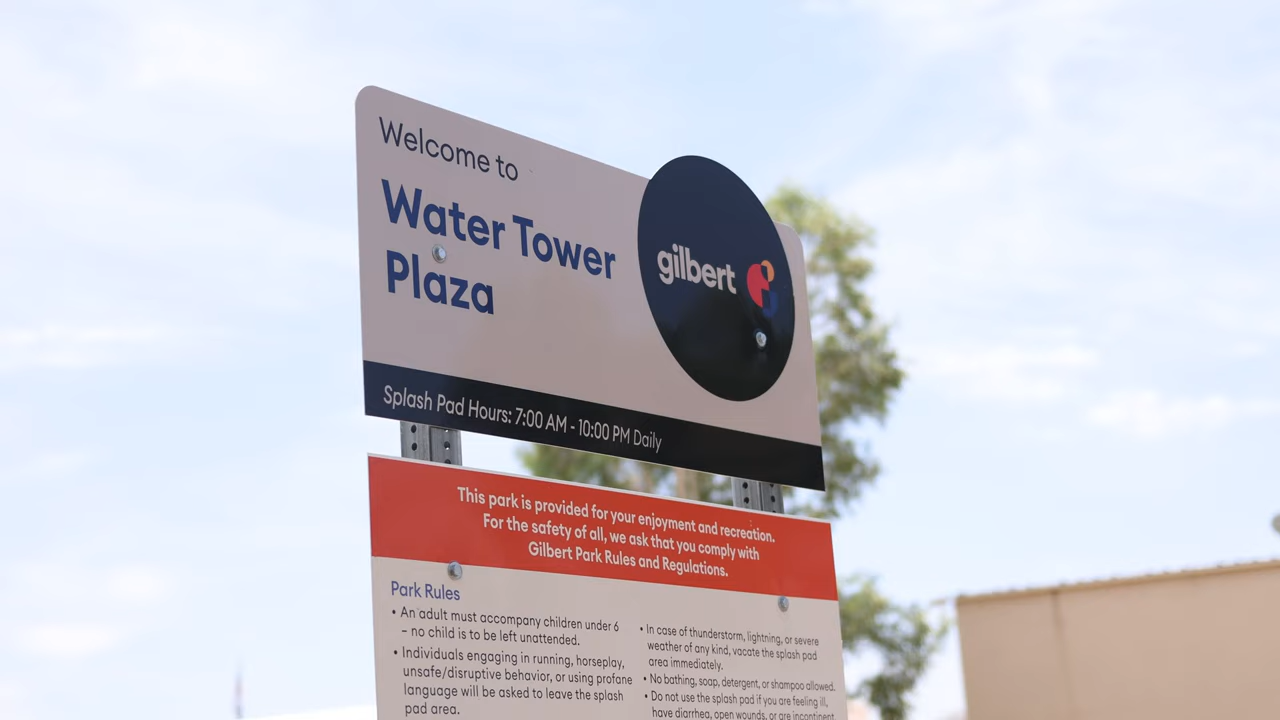 Welcome to
Water Tower
Plaza
gilbert
Splash Pad Hours: 7:00 AM - 10:00 PM Daily
This park is provided for your enjoyment and recreation.
For the safety of all, we ask that you comply with
Gilbert Park Rules and Regulations.
Park Rules
• An adult must accompany children under 6
– no child is to be left unattended.
• Individuals engaging in running, horseplay,
unsafe/disruptive behavior, or using profane
language will be asked to leave the splash
pad area.
• In case of thunderstorm, lightning, or severe
weather of any kind, vacate the splash pad
area immediately.
• No bathing, soap, detergent, or shampoo allowed.
• Do not use the splash pad if you are feeling ill,
have diarrhea, open wounds, or are incontinent